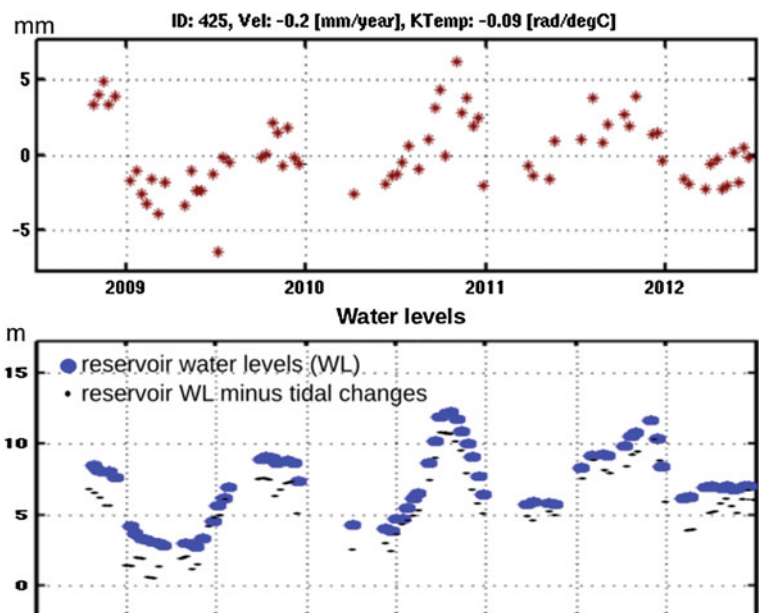 mm
ID: 425, Vel: -0.2 [mm/year], KTemp: -0.09 [rad/degC]
5
0
-5
2009 2010 2011 2012
Water levels
m
15
reservoir water levels (WL)
reservoir WL minus tidal changes
10
5
0